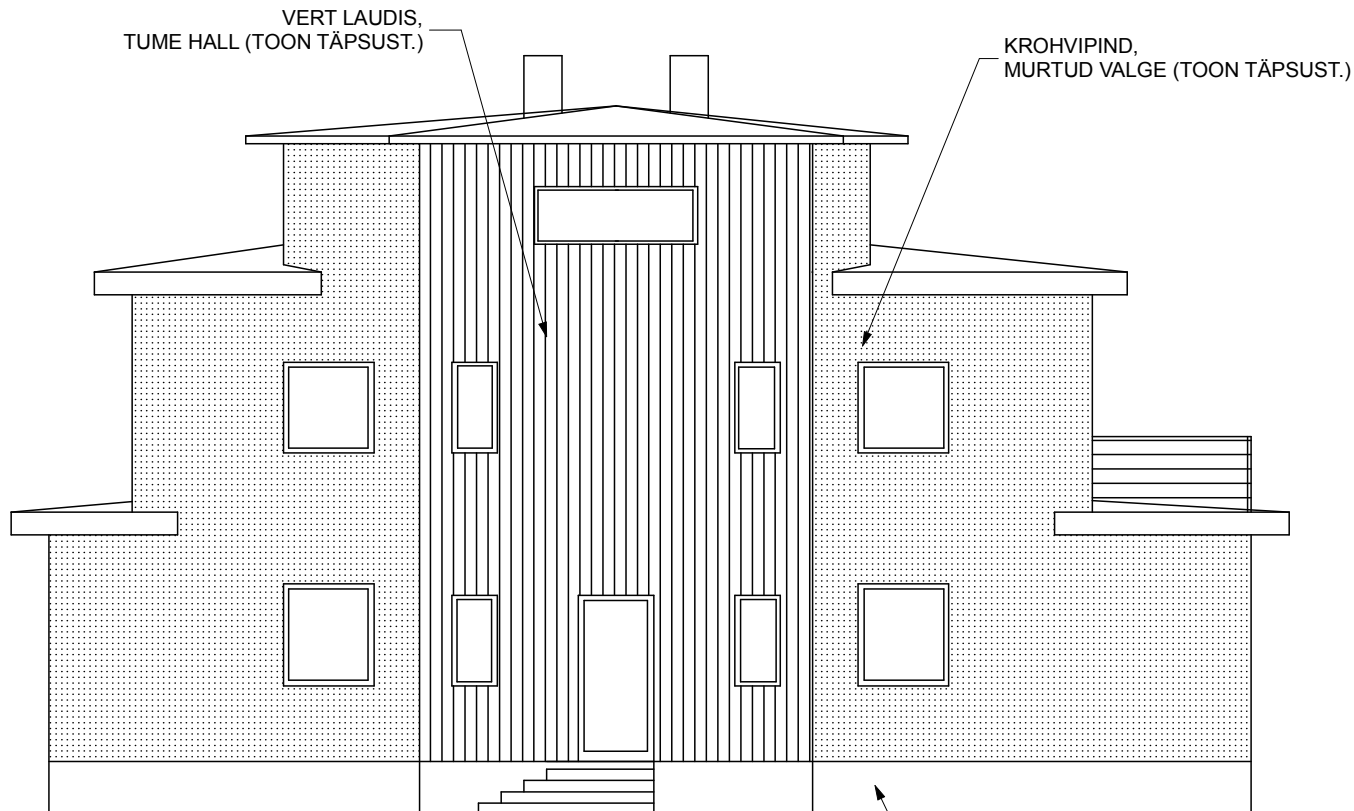 VERT LAUDIS,
TUME HALL (TOON TÄPSUST.)
KROHVIPIND,
MURTUD VALGE (TOON TÄPSUST.)